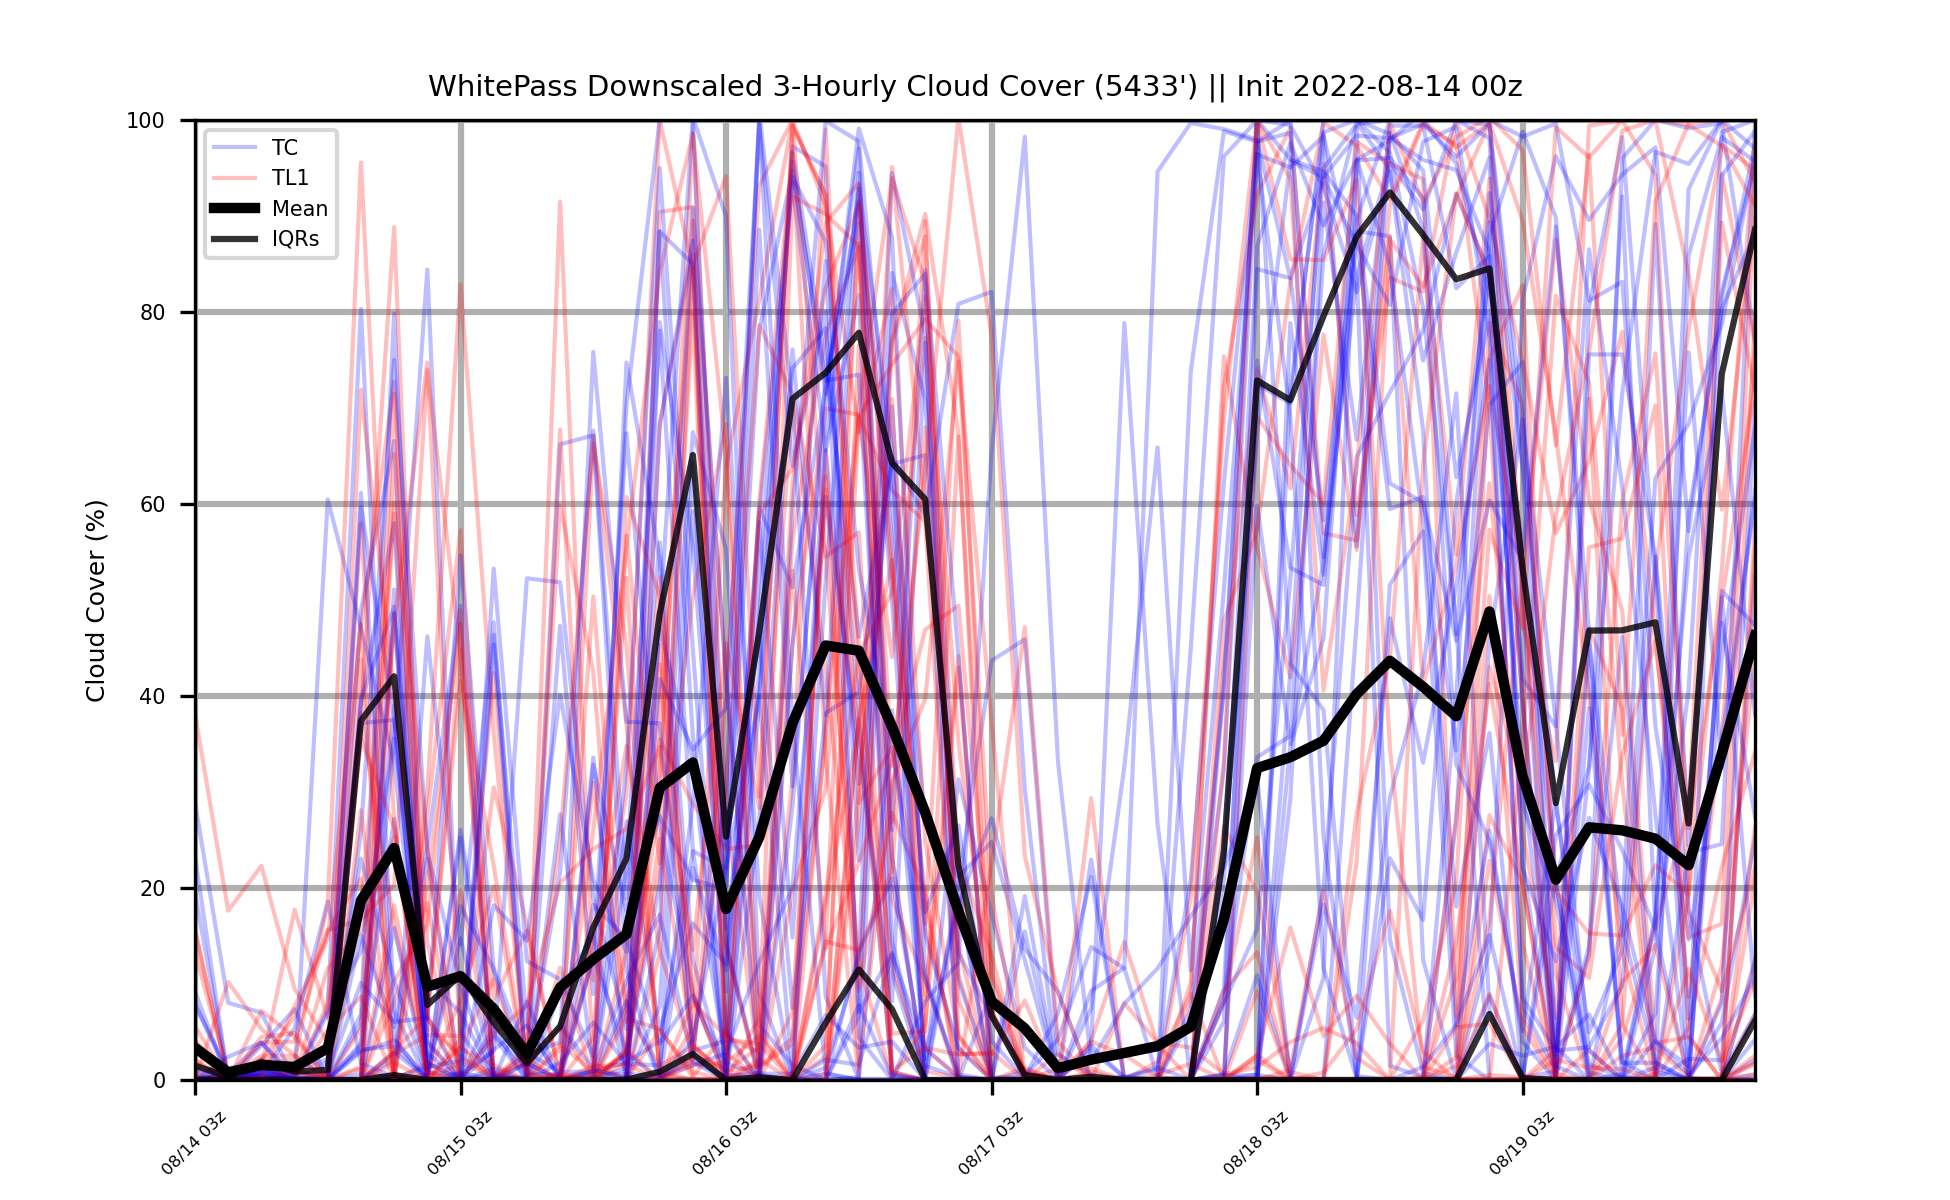 WhitePass Downscaled 3-Hourly Cloud Cover (5433') || Init 2022-08-14 00z
100
80
60
40
20
0
Cloud Cover (%)
TC
TL1
Mean
IQRs
08/14 03z
08/15 03z
08/16 03z
08/17 03z
08/18 03z
08/19 03z